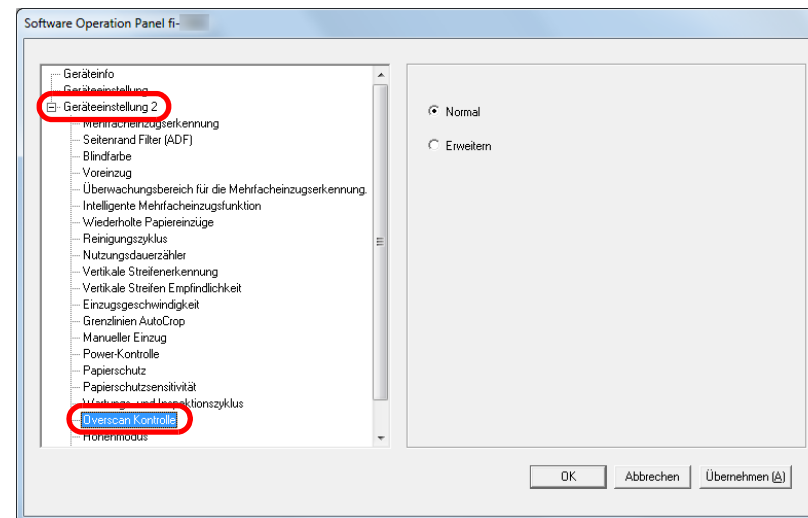 Software Operation Panel fi-
Geräteinfo
Geräteeinstellung
Geräteeinstellung 2
Mehrfacheinzugserkennung
Seitenrand Filter (ADF)
Blindfarbe
Voreinzug
Überwachungsbereich für die Mehrfacheinzugserkennung.
Intelligente Mehrfacheinzugsfunktion
Wiederholte Papiereinzüge
Reinigungszyklus
Nutzungsdauerzähler
Vertikale Streifenerkennung
Vertikale Streifen Empfindlichkeit
Einzugsgeschwindigkeit
Grenzlinien AutoCrop
Manueller Einzug
Power-Kontrolle
Papierschutz
Papierschutzsensitivität
Wartungs- und Inspektionszyklus
Overscan Kontrolle
Höhenmodus
Normal
Erweitern
OK
Abbrechen
Übernehmen (A)